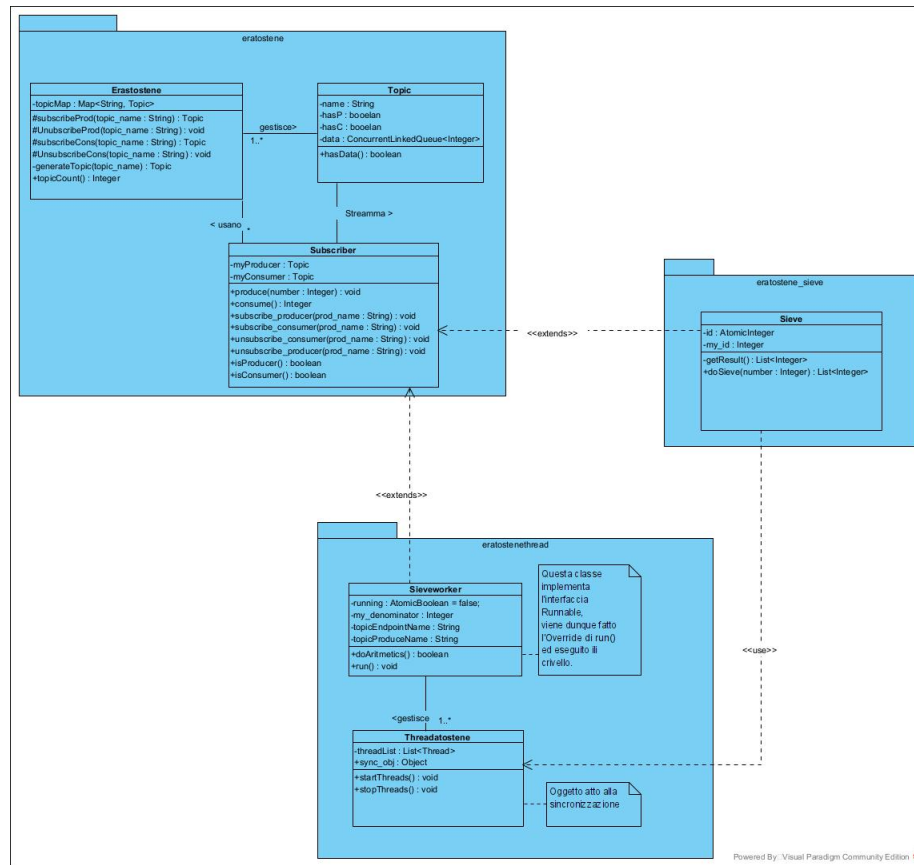 eratostene
Erastostene
-topicMap : Map<String, Topic>
#subscribeProd(topic_name : String) : Topic
#UnubscribeProd(topic_name : String) : void
#subscribeCons(topic_name : String) : Topic
#UnsubscribeCons(topic_name : String) : void
-generateTopic(topic_name) : Topic
+topicCount() : Integer
gestisce>
1..*
Topic
-name : String
-hasP : booelan
-hasC : booelan
-data : ConcurrentLinkedQueue<Integer>
+hasData() : boolean
< usano
*
Streamma >
Subscriber
-myProducer : Topic
-myConsumer : Topic
+produce(number : Integer) : void
+consume() : Integer
+subscribe_producer(prod_name : String) : void
+subscribe_consumer(prod_name : String) : void
+unsubscribe_consumer(prod_name : String) : void
+unsubscribe_producer(prod_name : String) : void
+isProducer() : boolean
+isConsumer() : boolean
<<extends>>
eratostene_sieve
Sieve
-id : AtomicInteger
-my_id : Integer
-getResult() : List<Integer>
+doSieve(number : Integer) : List<Integer>
<<extends>>
<<use>>
eratostenethread
Sieveworker
-running : AtomicBoolean = false;
-my_denominator : Integer
-topicEndpointName : String
-topicProduceName : String
+doAritmetics() : boolean
+run() : void
Questa classe
implementa
l'interfaccia
Runnable,
viene dunque fatto
l'Override di run()
ed eseguito ili
crivello.
<gestisce
1..*
Threadatostene
-threadList : List<Thread>
+sync_obj : Object
+startThreads() : void
+stopThreads() : void
Oggetto atto alla
sincronizzazione
Powered By: Visual Paradigm Community Edition